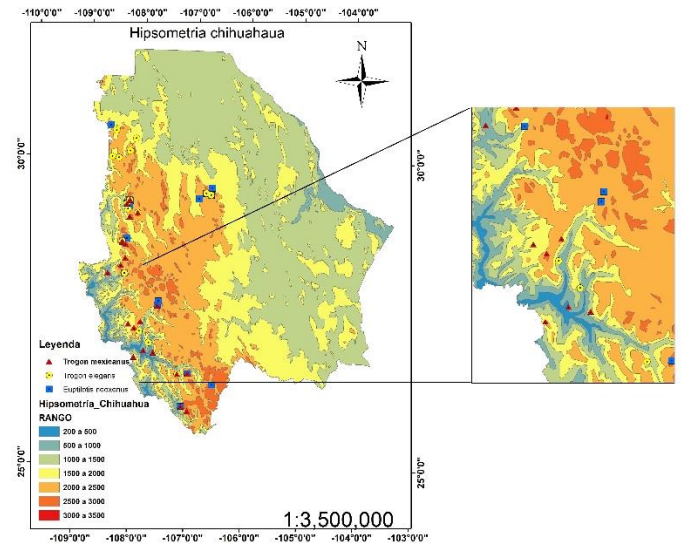 -110°0'0" -109°0'0" -108°0'0" -107°0'0" -106°0'0" -105°0'0" -104°0'0"
Hipsometria chihuahaua
N
30°0'0" 30°0'0"
Leyenda
Trogon mexicanus
Trogon elegans
Euptilotis neoxenus
Hipsometría_Chihuahua
RANGO
200 a 500
500 a 1000
1000 a 1500
1500 a 2000
2000 a 2500
2500 a 3000
3000 a 3500
25°0'0" 25°0'0"
1:3,500,000
-109°0'0" -108°0'0" -107°0'0" -106°0'0" -105°0'0" -104°0'0" -103°0'0"